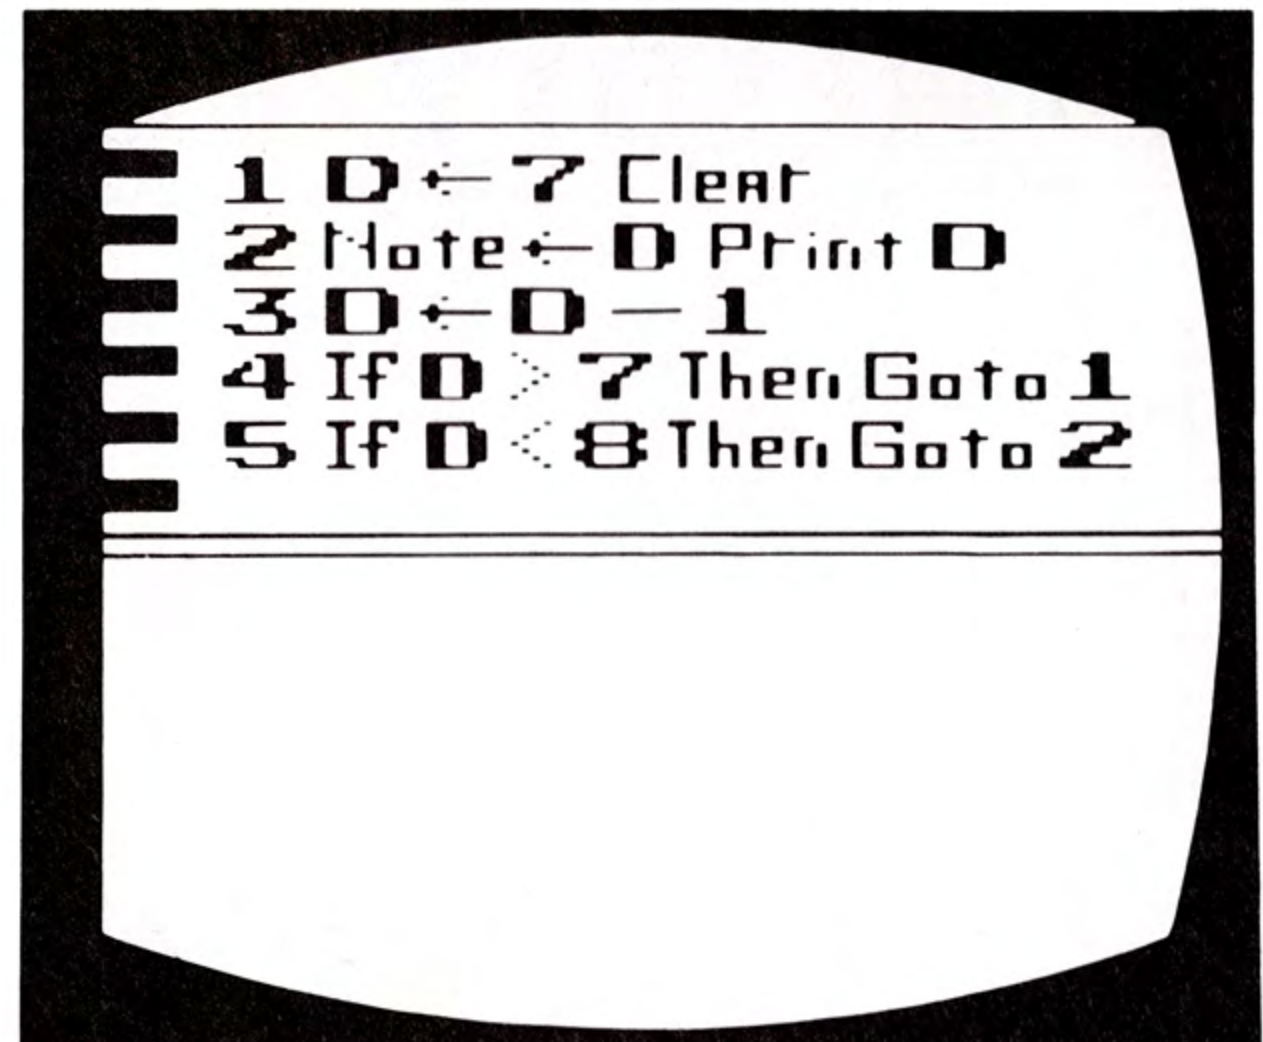 1 D ← 7 Clear
2 Note ← D Print D
3 D ← D — 1
4 If D > 7 Then Goto 1
5 If D < 8 Then Goto 2